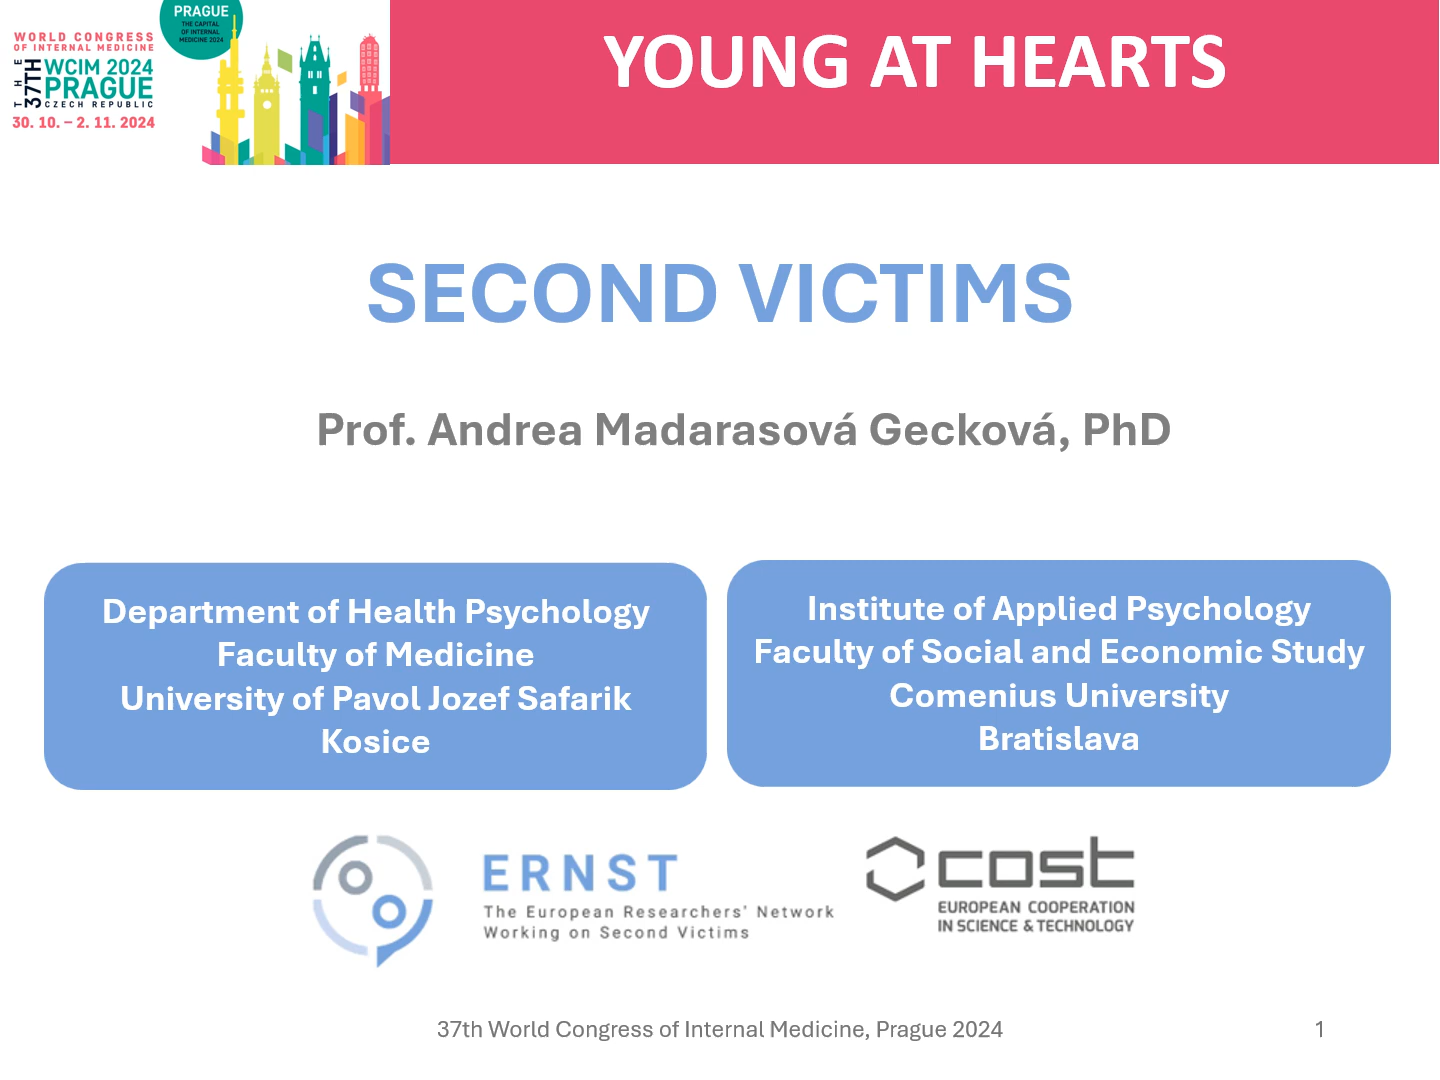 WORLD CONGRESS
OF INTERNAL MEDICINE
THE
37TH
WCIM 2024
PRAGUE
CZECH REPUBLIC
30. 10. – 2. 11. 2024
PRAGUE
THE CAPITAL
OF INTERNAL
MEDICINE 2024
YOUNG AT HEARTS
SECOND VICTIMS
Prof. Andrea Madarasová Gecková, PhD
Department of Health Psychology
Faculty of Medicine
University of Pavol Jozef Safarik
Kosice
Institute of Applied Psychology
Faculty of Social and Economic Study
Comenius University
Bratislava
ERNST
The European Researchers' Network
Working on Second Victims
cost
EUROPEAN COOPERATION
IN SCIENCE & TECHNOLOGY
37th World Congress of Internal Medicine, Prague 2024
1